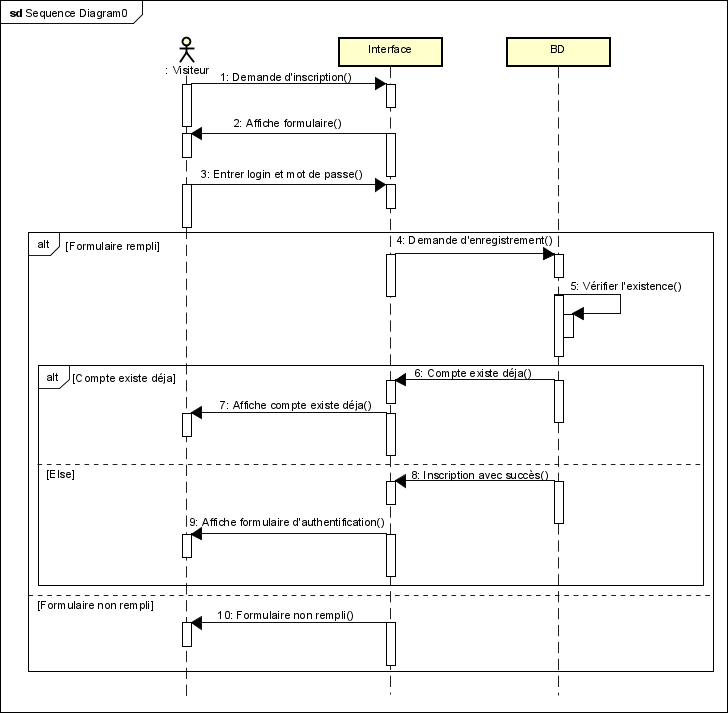 sd Sequence Diagram0
: Visiteur
Interface
BD
1: Demande d'inscription()
2: Affiche formulaire()
3: Entrer login et mot de passe()
alt
[Formulaire rempli]
4: Demande d'enregistrement()
5: Vérifier l'existence()
alt
[Compte existe déja]
6: Compte existe déja()
7: Affiche compte existe déja()
[Else]
8: Inscription avec succès()
9: Affiche formulaire d'authentification()
[Formulaire non rempli]
10: Formulaire non rempli()